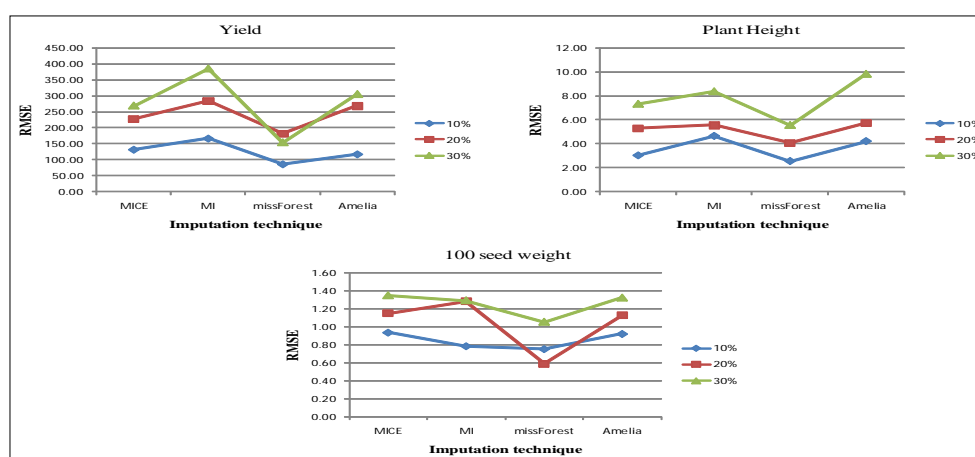 Yield
450.00
400.00
350.00
300.00
250.00
200.00
150.00
100.00
50.00
0.00
RMSE
MICE MI missForest Amelia
Imputation technique
10%
20%
30%
Plant Height
12.00
10.00
8.00
6.00
4.00
2.00
0.00
RMSE
MICE MI missForest Amelia
Imputation technique
10%
20%
30%
100 seed weight
1.60
1.40
1.20
1.00
0.80
0.60
0.40
0.20
0.00
RMSE
MICE MI missForest Amelia
Imputation technique
10%
20%
30%